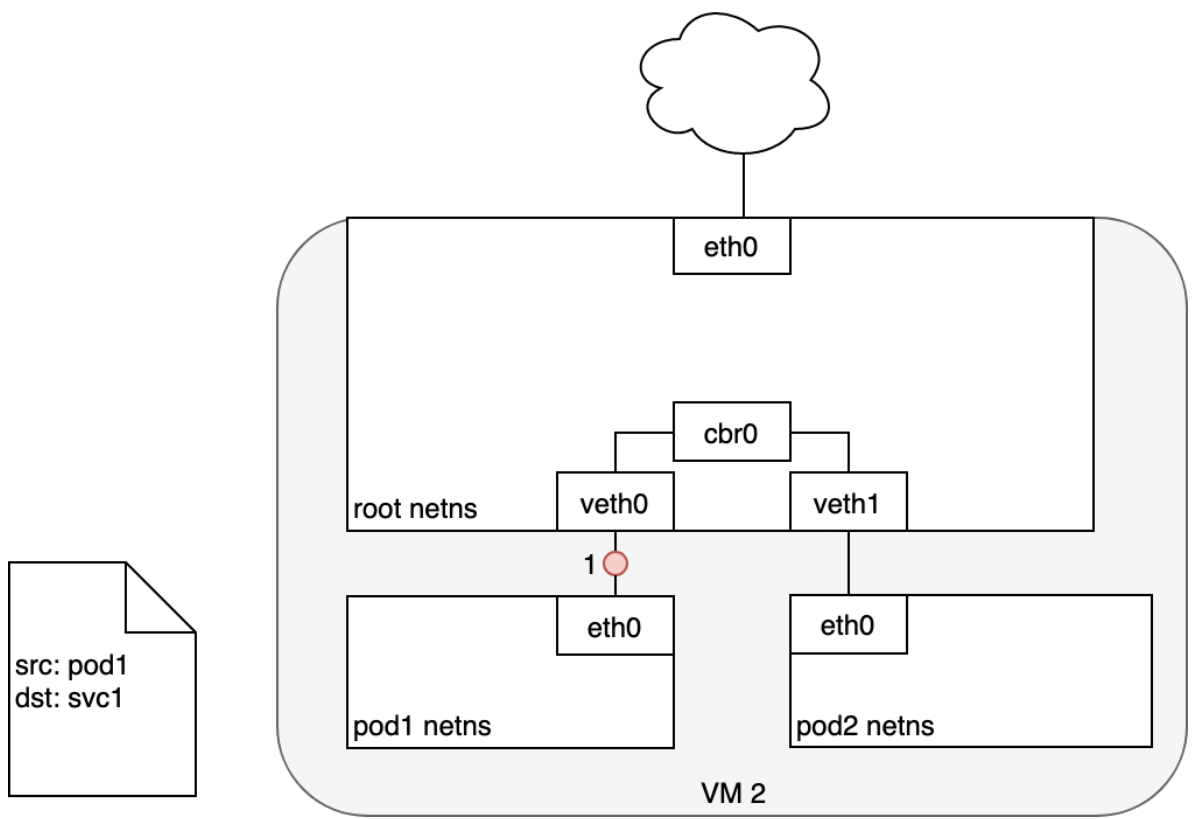 eth0
cbr0
veth0
veth1
root netns
1
eth0
eth0
src: pod1
dst: svc1
pod1 netns
pod2 netns
VM 2